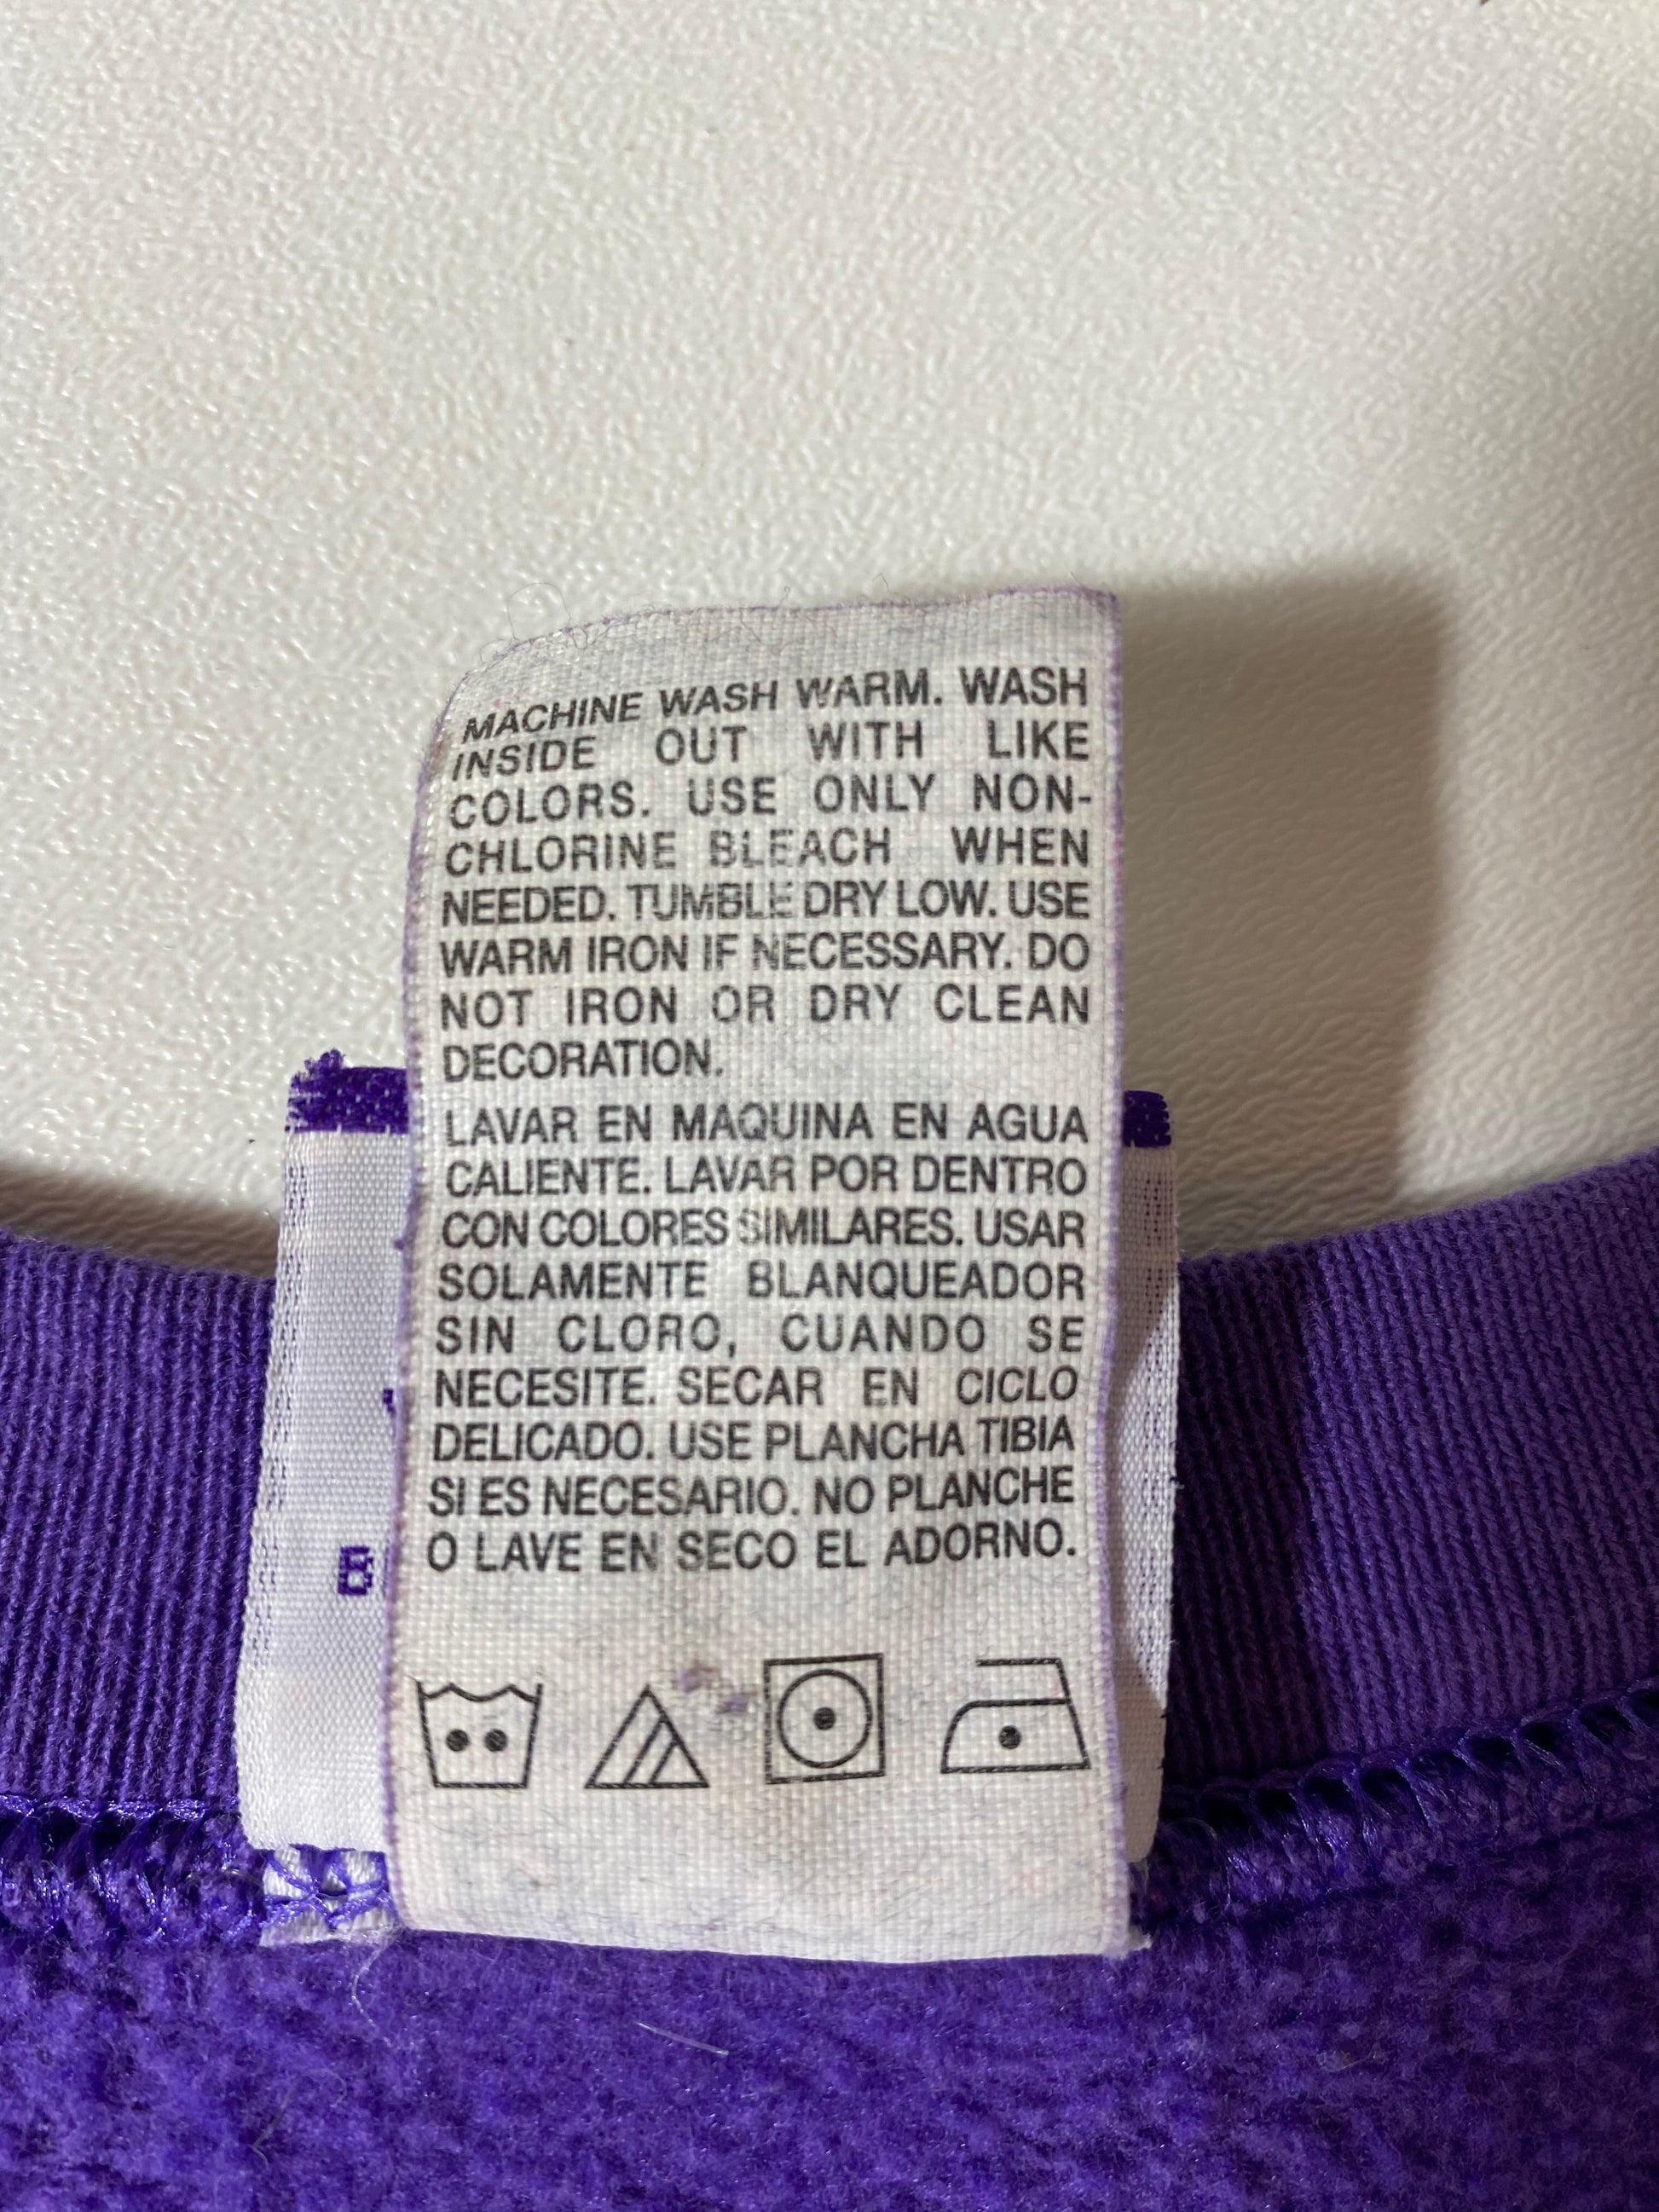 MACHINE WASH WARM. WASH
INSIDE OUT WITH LIKE
COLORS. USE ONLY NON-
CHLORINE BLEACH WHEN
NEEDED. TUMBLE DRY LOW. USE
WARM IRON IF NECESSARY. DO
NOT IRON OR DRY CLEAN
DECORATION.
LAVAR EN MAQUINA EN AGUA
CALIENTE. LAVAR POR DENTRO
CON COLORES SIMILARES. USAR
SOLAMENTE BLANQUEADOR
SIN CLORO, CUANDO SE
NECESITE. SECAR EN CICLO
DELICADO. USE PLANCHA TIBIA
SI ES NECESARIO. NO PLANCHE
O LAVE EN SECO EL ADORNO.